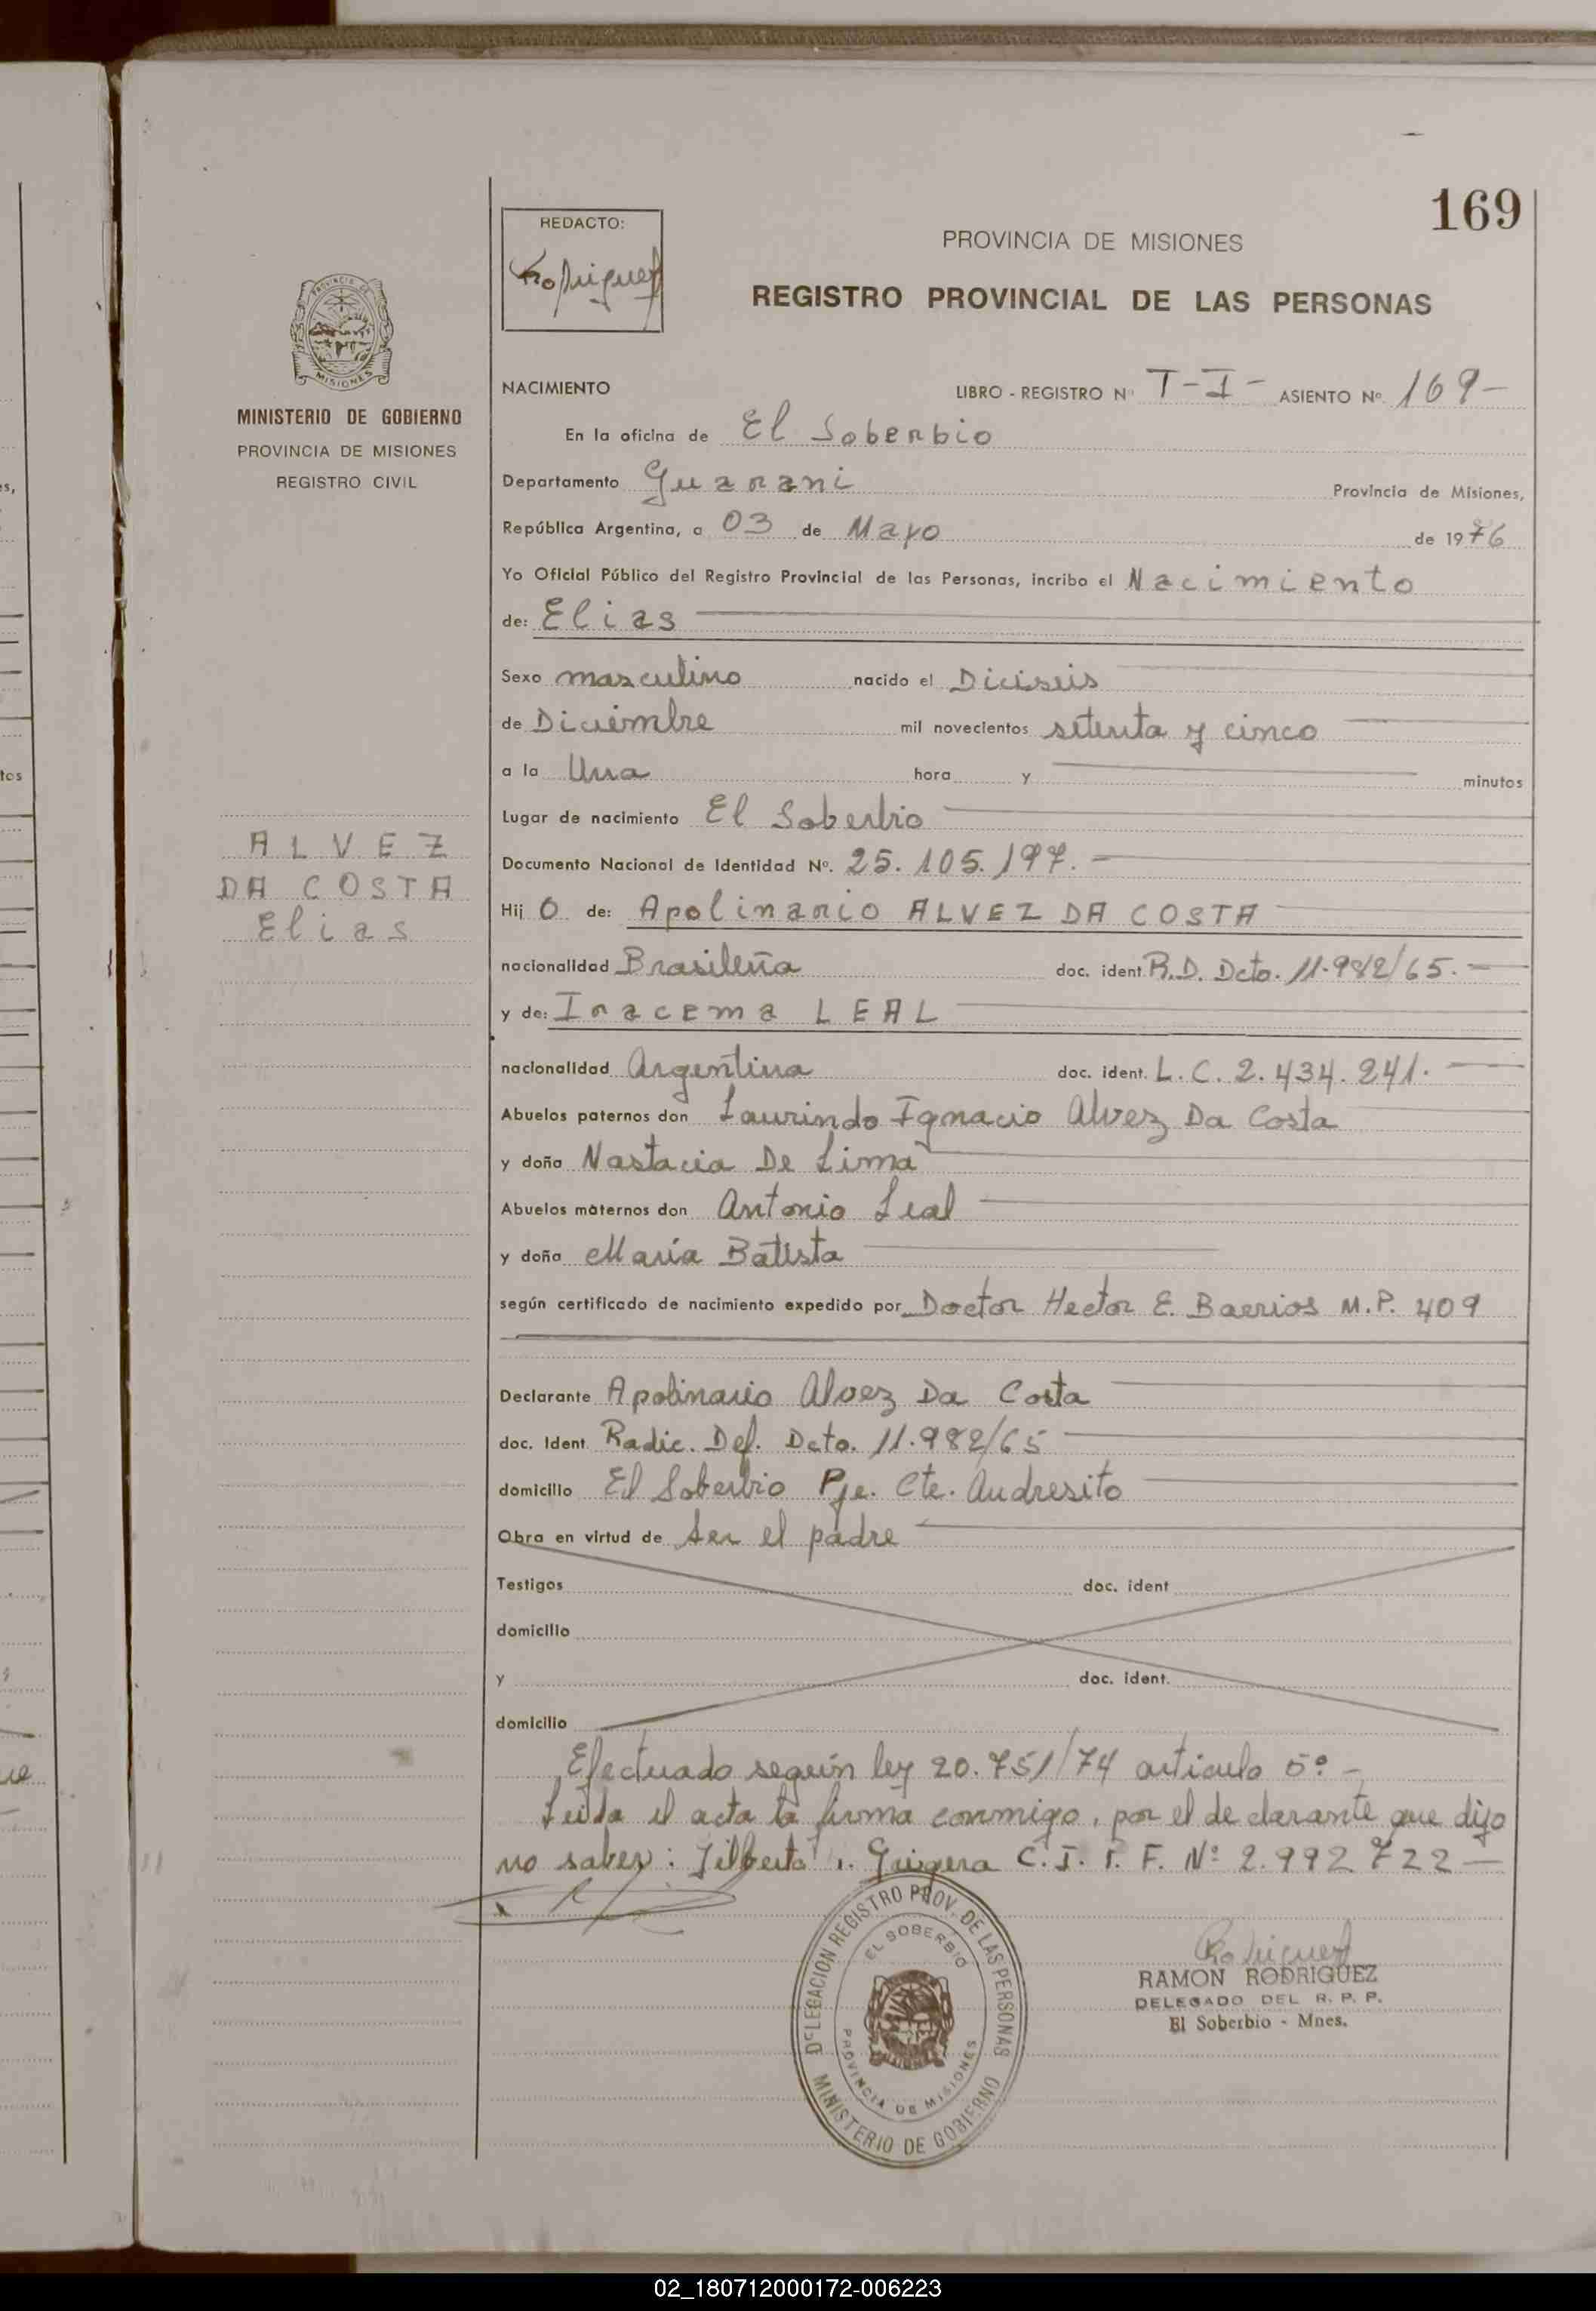 169
REDACTO:
Rodriguez
PROVINCIA DE MISIONES
REGISTRO PROVINCIAL DE LAS PERSONAS
MINISTERIO DE GOBIERNO
PROVINCIA DE MISIONES
REGISTRO CIVIL
NACIMIENTO LIBRO - REGISTRO Nº T-I- ASIENTO Nº. 169-
En la oficina de El Soberbio
Departamento Guarani Provincia de Misiones,
República Argentina, a 03 de Mayo de 1976
Yo Oficial Público del Registro Provincial de las Personas, incribo el Nacimiento
de: Elias
Sexo masculino nacido el Diciseis
de Diciembre mil novecientos setenta y cinco
a la Una hora y minutos
Lugar de nacimiento El Soberbio
ALVEZ
DA COSTA
Elias
Documento Nacional de Identidad Nº. 25.105.197.-
Hij o de: Apolinario ALVEZ DA COSTA
nacionalidad Brasileña doc. ident. R.D. Dcto. 11.982/65.-
y de: Iracema LEAL
nacionalidad Argentina doc. ident. L.C. 2.434.241.
Abuelos paternos don Laurindo Ignacio Alvez Da Costa
y doña Nastacia De Lima
Abuelos maternos don Antonio Leal
y doña Maria Batista
según certificado de nacimiento expedido por Doctor Hector E. Barrios M.P. 409
Declarante Apolinario Alvez Da Costa
doc. Ident. Radic. Def. Dcto. 11.982/65
domicilio El Soberbio Pje. Cte. Andresito
Obra en virtud de Ser el padre
Testigos doc. ident
domicilio
y doc. ident.
domicilio
Efectuado según ley 20.751/74 articulo 5º.-
Leida el acta la firma conmigo, por el declarante que dijo
no saber: Gilberto Grigera C.I. P. F. Nº 2.992722-
DELEGACION REGISTRO PROV. DE LAS PERSONAS
EL SOBERBIO
PROVINCIA DE MISIONES
MINISTERIO DE GOBIERNO
Rodriguez
RAMON RODRIGUEZ
DELEGADO DEL R. P. P.
El Soberbio - Mnes.
02_180712000172-006223